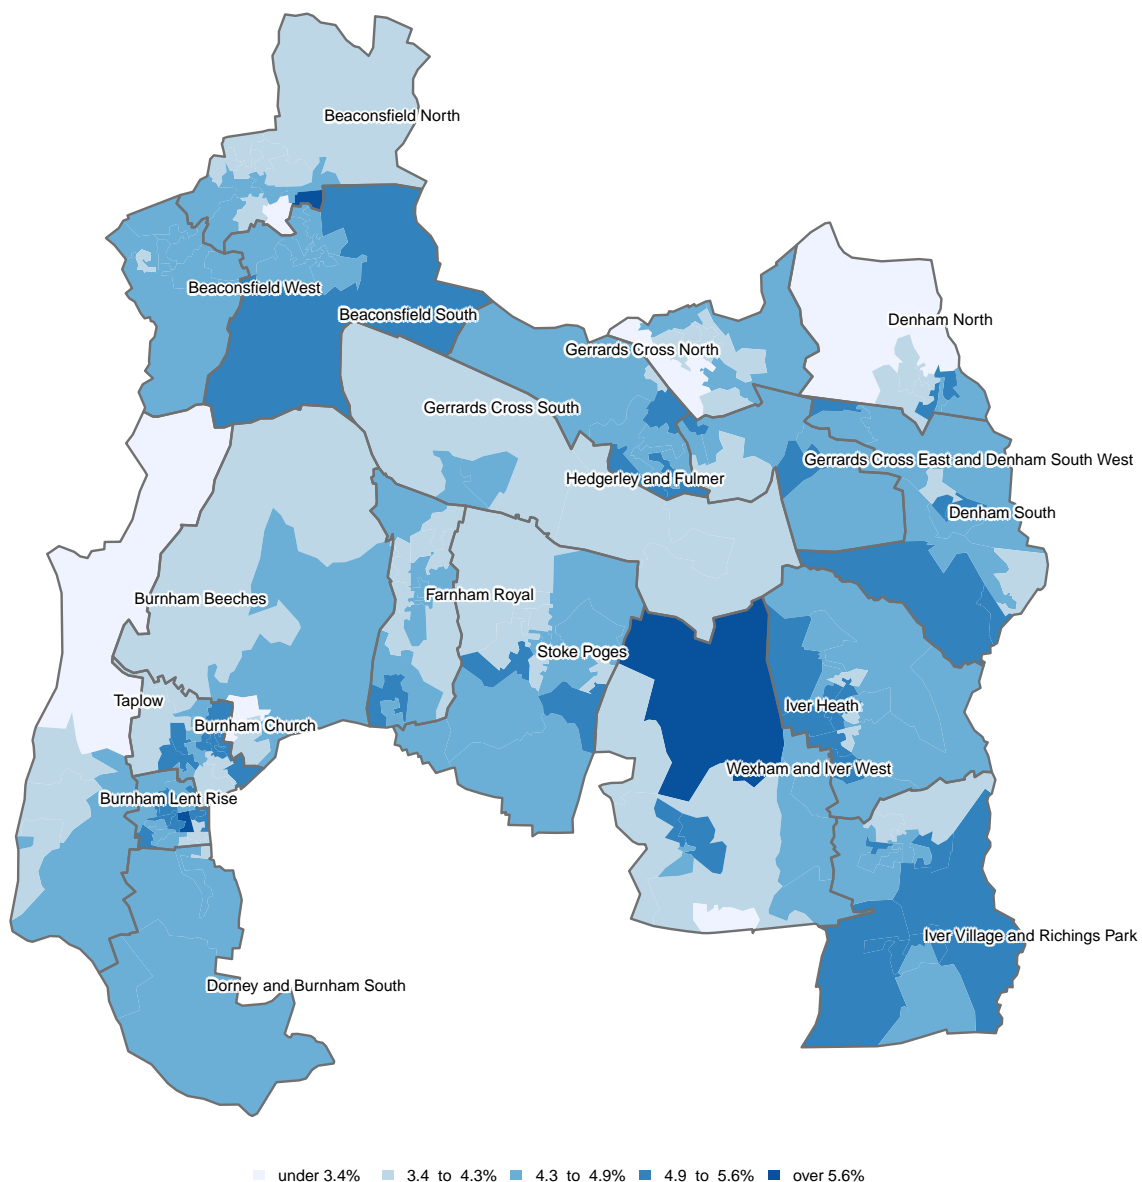 Beaconsfield North
Beaconsfield West
Beaconsfield South
Denham North
Gerrards Cross North
Gerrards Cross South
Gerrards Cross East and Denham South West
Hedgerley and Fulmer
Denham South
Farnham Royal
Burnham Beeches
Stoke Poges
Taplow
Iver Heath
Burnham Church
Wexham and Iver West
Burnham Lent Rise
Iver Village and Richings Park
Dorney and Burnham South
under 3.4% 3.4 to 4.3% 4.3 to 4.9% 4.9 to 5.6% over 5.6%